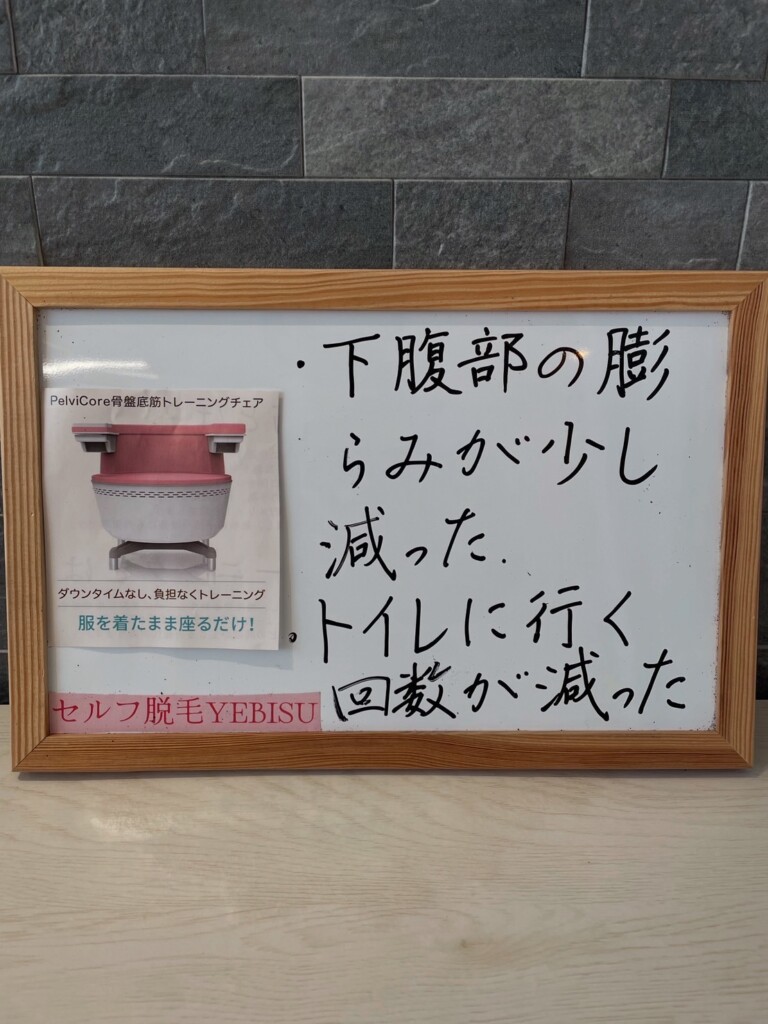 PelviCore骨盤底筋トレーニングチェア
ダウンタイムなし、負担なくトレーニング
服を着たまま座るだけ!
セルフ脱毛YEBISU
・下腹部の膨
らみが少し
減った.
・トイレに行く
回数が減った